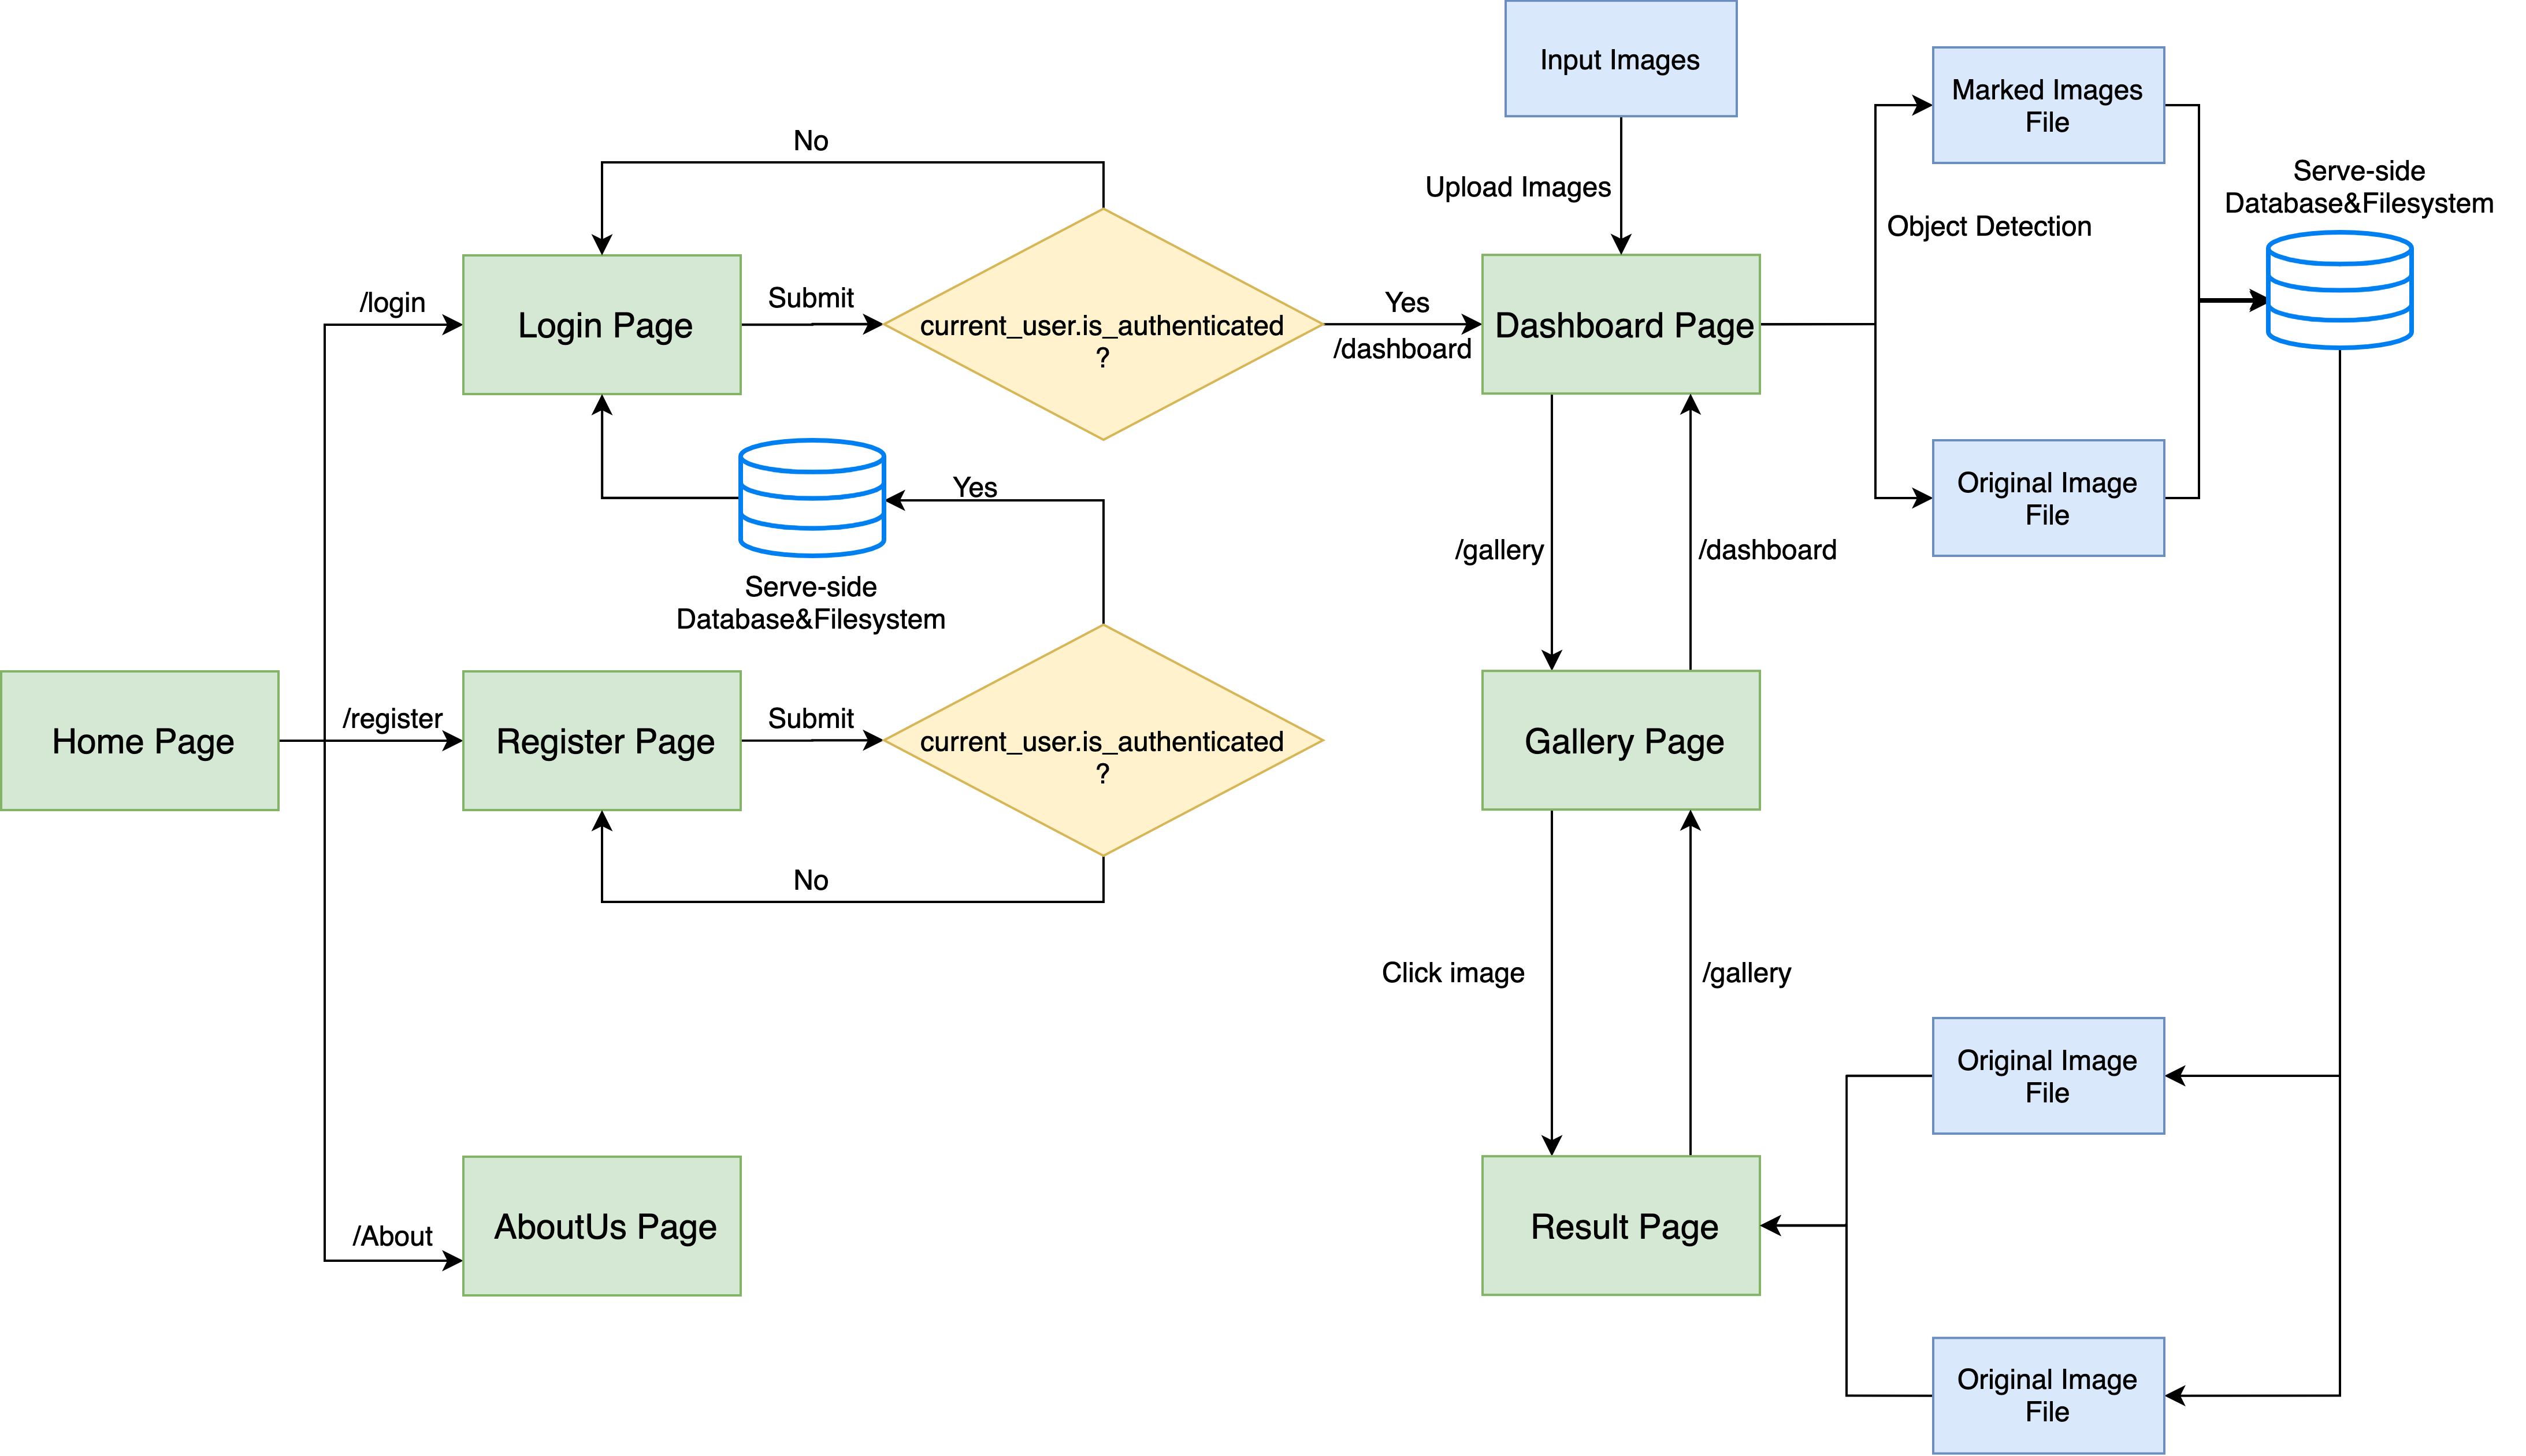 Input Images
Marked Images
File
No
Serve-side
Database&Filesystem
Upload Images
Object Detection
/login
Submit
Yes
Login Page
current_user.is_authenticated
?
/dashboard
Dashboard Page
Yes
Original Image
File
Serve-side
Database&Filesystem
/gallery
/dashboard
/register
Submit
Home Page
Register Page
current_user.is_authenticated
?
Gallery Page
No
Click image
/gallery
Original Image
File
/About
AboutUs Page
Result Page
Original Image
File